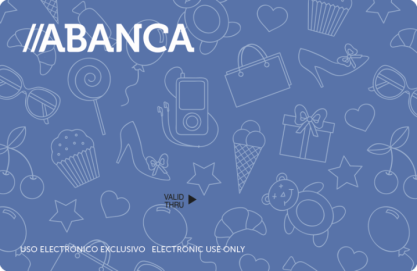 //ABANCA
VALID
THRU
USO ELECTRÓNICO EXCLUSIVO ELECTRONIC USE ONLY